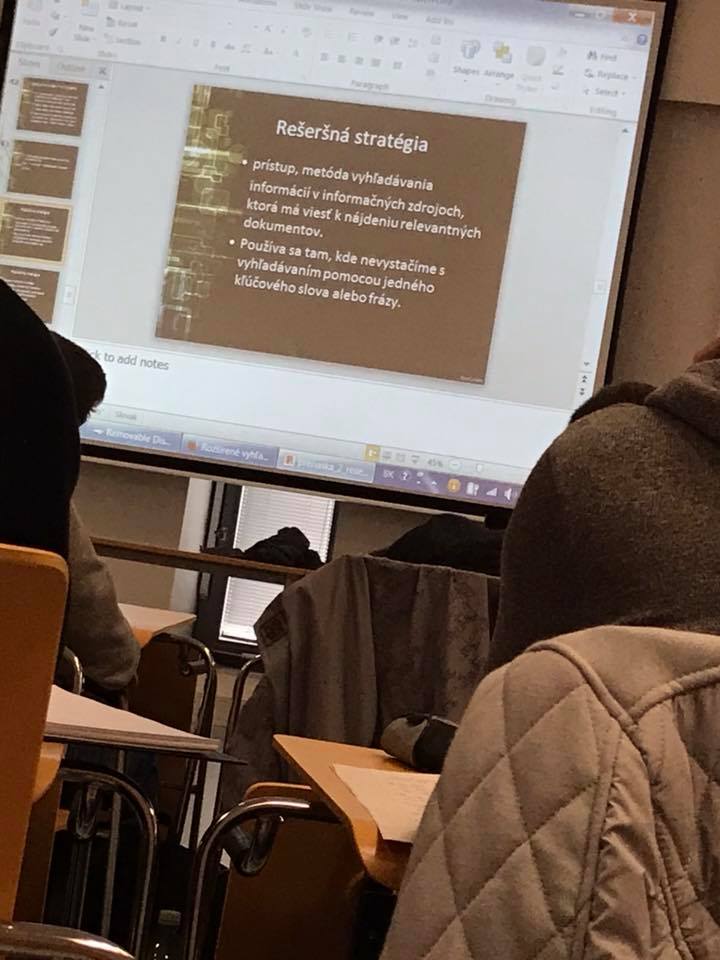 Slide Show Review View Add-Ins
Layout
Reset
Section
New
Slide
Slides
Font
Paragraph
Shapes Arrange Quick
Styles
Drawing
Find
Replace
Select
Editing
Slides Outline
Rešeršná stratégia
• prístup, metóda vyhľadávania
informácií v informačných zdrojoch,
ktorá má viesť k nájdeniu relevantných
dokumentov.
• Používa sa tam, kde nevystačíme s
vyhľadávaním pomocou jedného
kľúčového slova alebo frázy.
ck to add notes
Slovak
45%
Removable Dis...
Rozšírené vyhľa...
SK